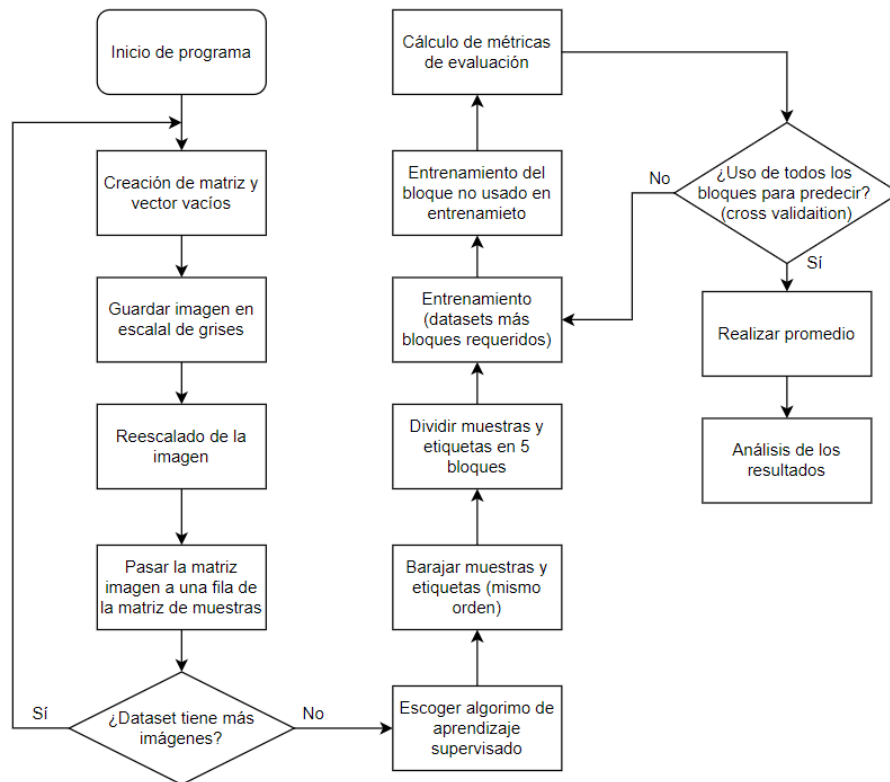 Inicio de programa
Creación de matriz y
vector vacíos
Guardar imagen en
escalal de grises
Reescalado de la
imagen
Pasar la matriz
imagen a una fila de
la matriz de muestras
¿Dataset tiene más
imágenes?
Sí
No
Escoger algorimo de
aprendizaje
supervisado
Barajar muestras y
etiquetas (mismo
orden)
Dividir muestras y
etiquetas en 5
bloques
Entrenamiento
(datasets más
bloques requeridos)
Entrenamiento del
bloque no usado en
entrenamieto
Cálculo de métricas
de evaluación
¿Uso de todos los
bloques para predecir?
(cross validaition)
No
Sí
Realizar promedio
Análisis de los
resultados